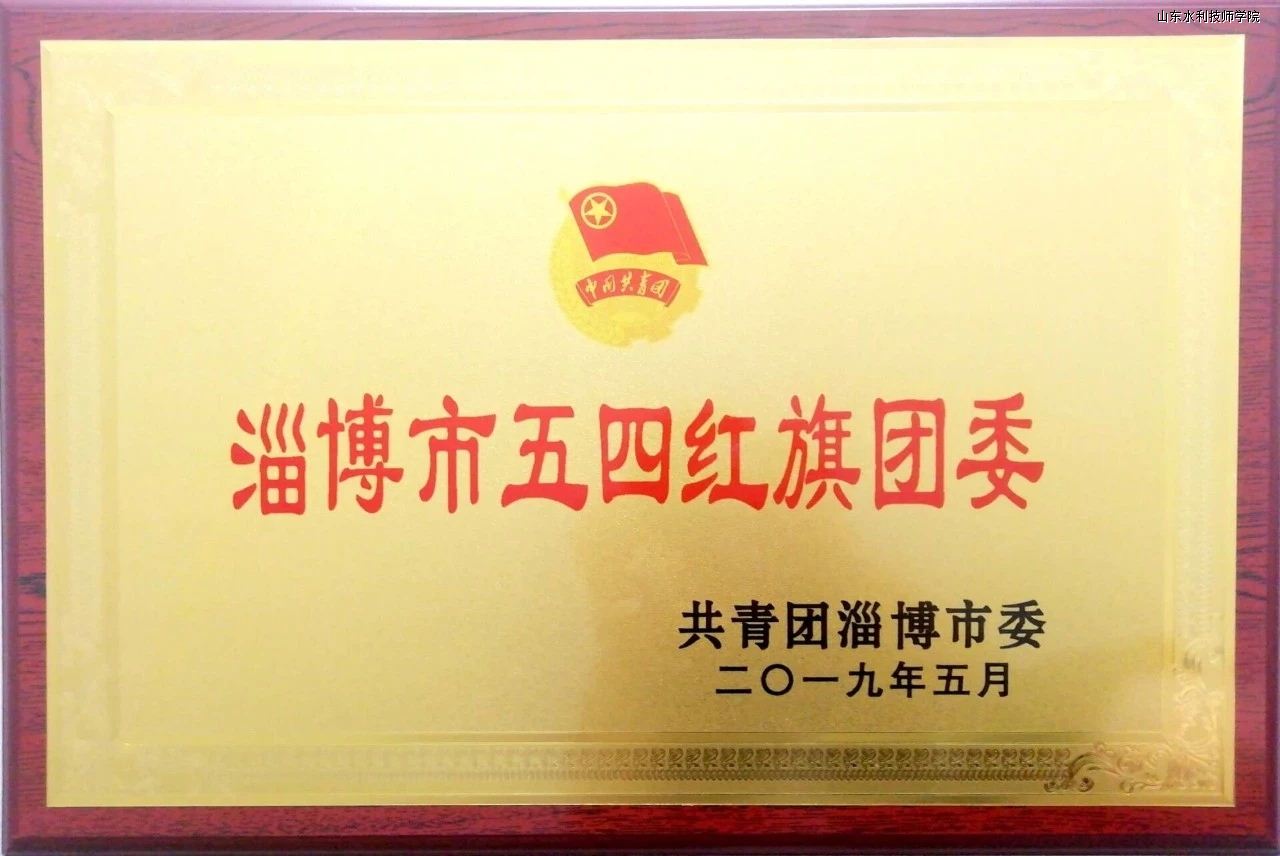 山东水利技师学院
中国共青团
淄博市五四红旗团委
共青团淄博市委
二〇一九年五月